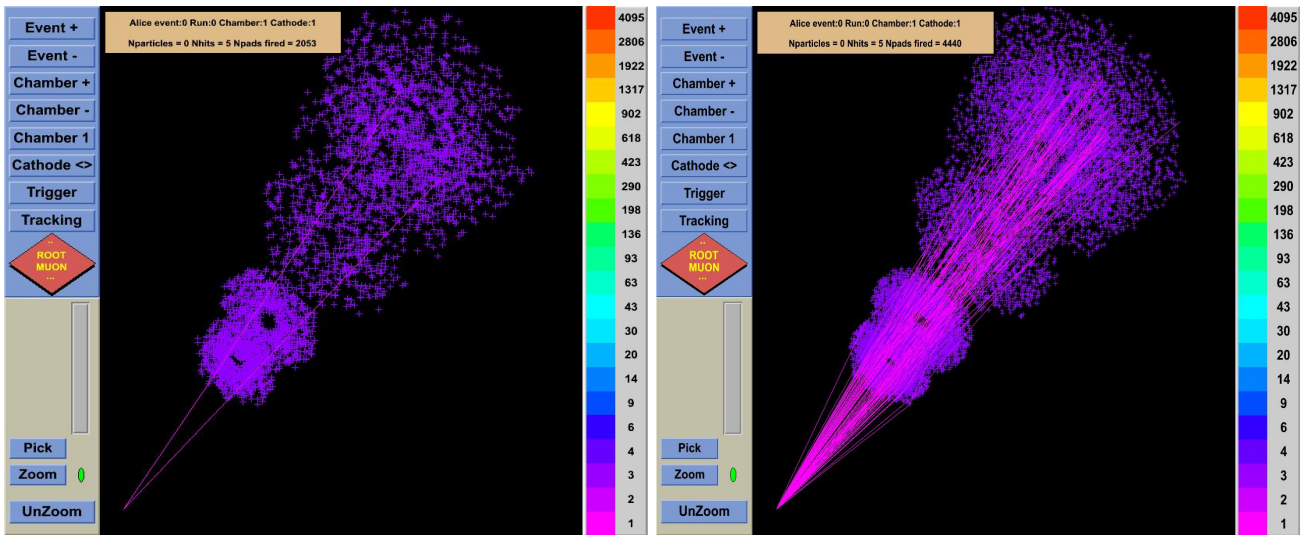 Event +
Event -
Chamber +
Chamber -
Chamber 1
Cathode <>
Trigger
Tracking
..
ROOT
MUON
...
Pick
Zoom
UnZoom
Alice event:0 Run:0 Chamber:1 Cathode:1
Nparticles = 0 Nhits = 5 Npads fired = 2053
4095
2806
1922
1317
902
618
423
290
198
136
93
63
43
30
20
14
9
6
4
3
2
1
Event +
Event -
Chamber +
Chamber -
Chamber 1
Cathode <>
Trigger
Tracking
..
ROOT
MUON
...
Pick
Zoom
UnZoom
Alice event:0 Run:0 Chamber:1 Cathode:1
Nparticles = 0 Nhits = 5 Npads fired = 4440
4095
2806
1922
1317
902
618
423
290
198
136
93
63
43
30
20
14
9
6
4
3
2
1